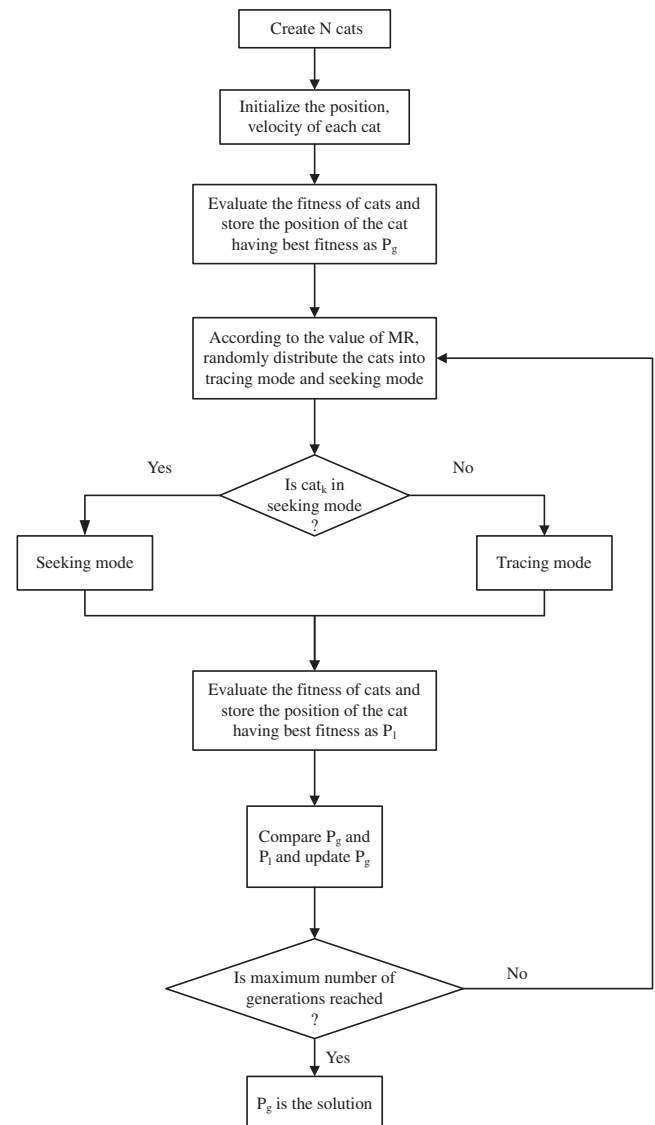 Create N cats
Initialize the position,
velocity of each cat
Evaluate the fitness of cats and
store the position of the cat
having best fitness as Pg
According to the value of MR,
randomly distribute the cats into
tracing mode and seeking mode
Yes
No
Is catk in
seeking mode
?
Seeking mode
Tracing mode
Evaluate the fitness of cats and
store the position of the cat
having best fitness as Pl
Compare Pg and
Pl and update Pg
Is maximum number of
generations reached
?
No
Yes
Pg is the solution